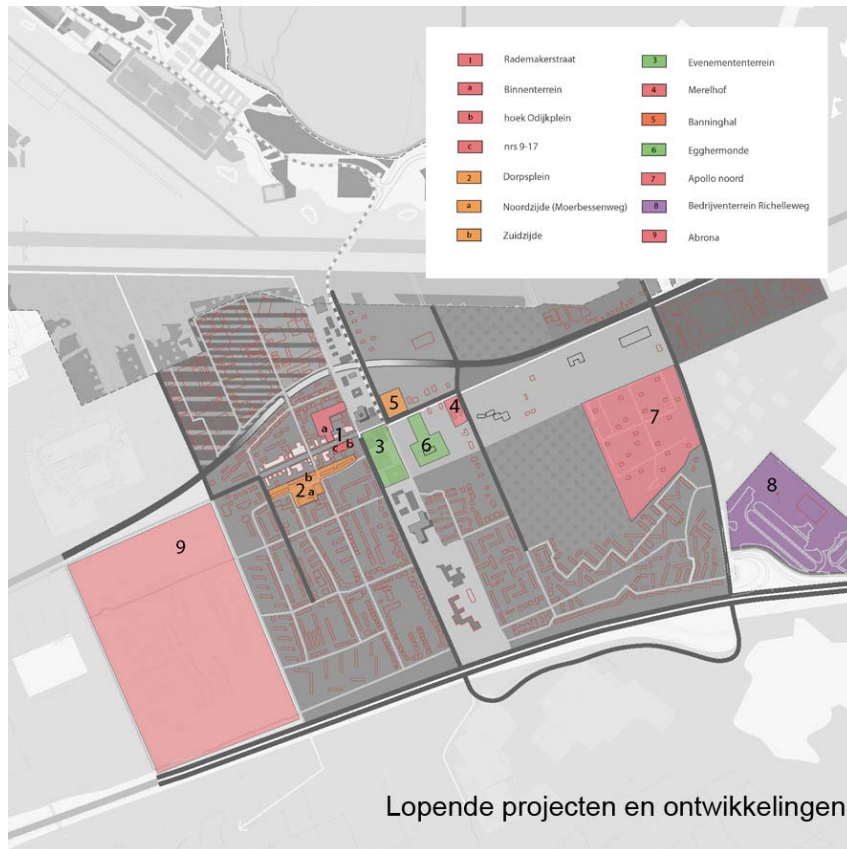 1 Rademakerstraat
a Binnenterrein
b hoek Odijkplein
c nrs 9-17
2 Dorpsplein
a Noordzijde (Moerbessenweg)
b Zuidzijde
3 Evenemententerrein
4 Merelhof
5 Banninghal
6 Egghermonde
7 Apollo noord
8 Bedrijventerrein Richelleweg
9 Abrona
5
4
a
1
b
c
3
6
7
b
2
a
8
9
Lopende projecten en ontwikkelingen